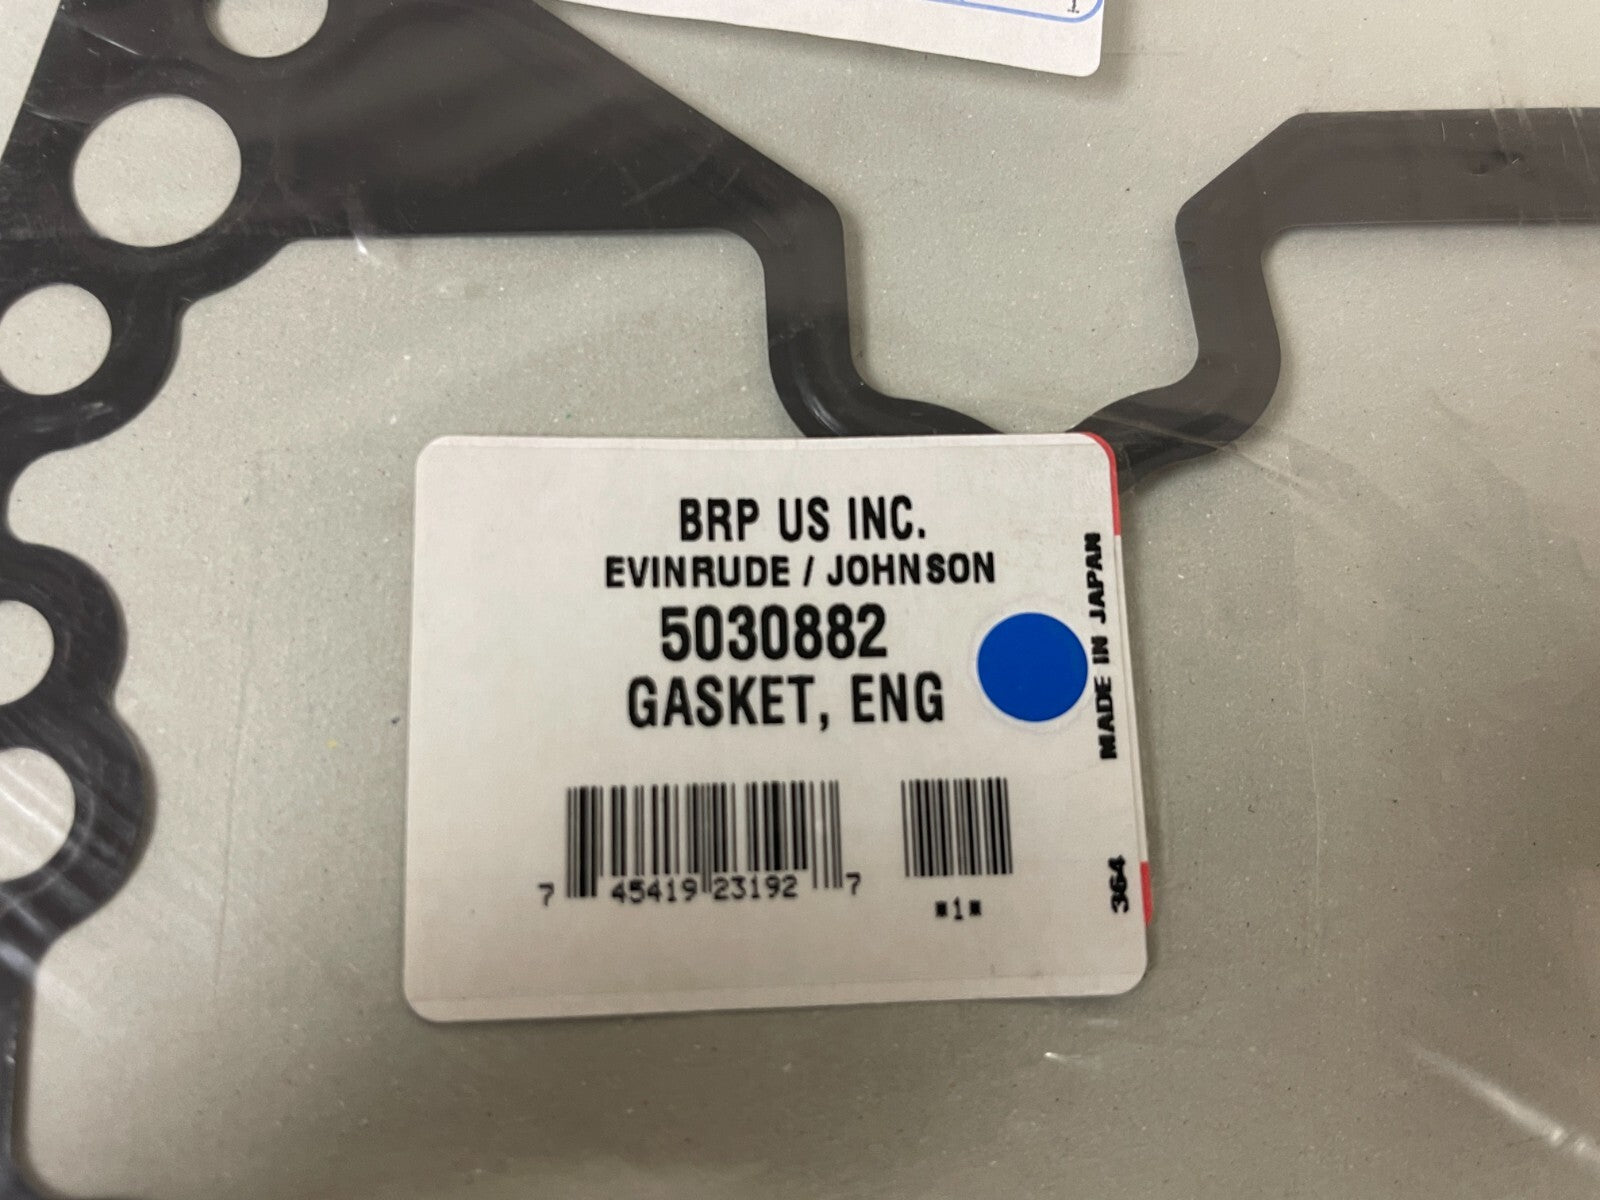 BRP US INC.
EVINRUDE / JOHNSON
5030882
GASKET, ENG
MADE IN JAPAN
7 45419 23192 7
*1*
364